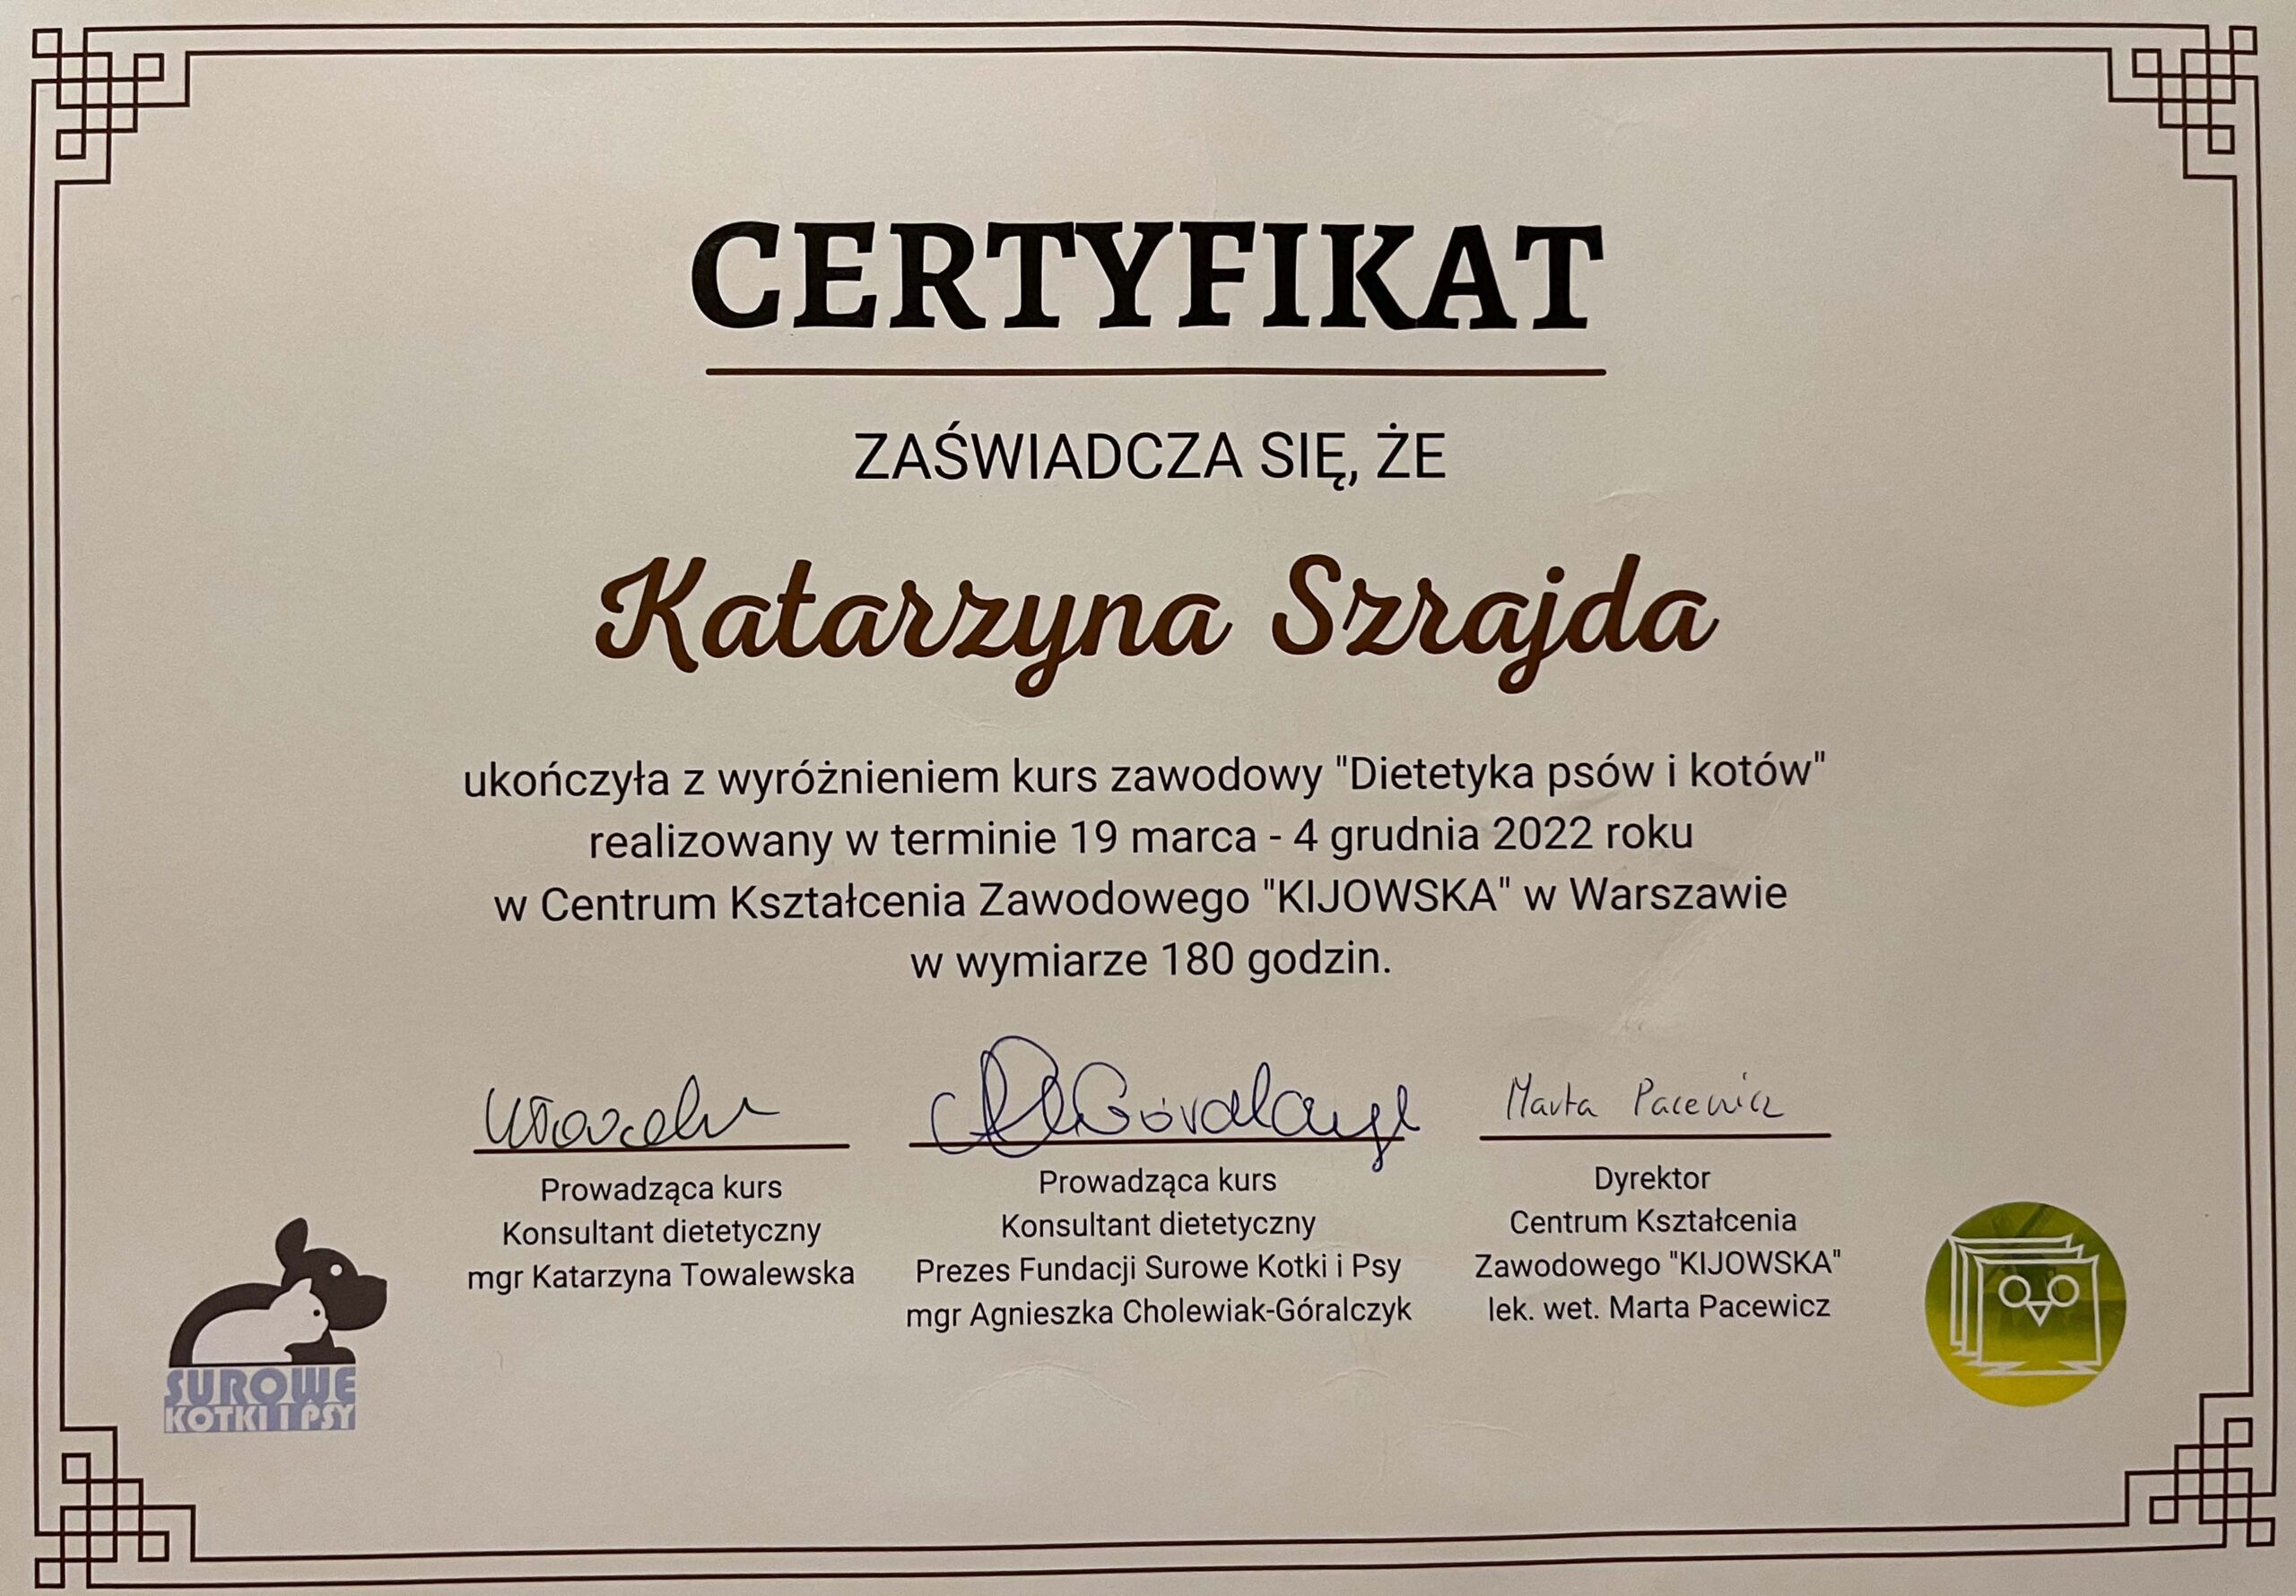 CERTYFIKAT
ZAŚWIADCZA SIĘ, ŻE
Katarzyna Szrajda
ukończyła z wyróżnieniem kurs zawodowy "Dietetyka psów i kotów"
realizowany w terminie 19 marca - 4 grudnia 2022 roku
w Centrum Kształcenia Zawodowego "KIJOWSKA" w Warszawie
w wymiarze 180 godzin.
Marta Pacewicz
Prowadząca kurs
Konsultant dietetyczny
mgr Katarzyna Towalewska
Prowadząca kurs
Konsultant dietetyczny
Prezes Fundacji Surowe Kotki i Psy
mgr Agnieszka Cholewiak-Góralczyk
Dyrektor
Centrum Kształcenia
Zawodowego "KIJOWSKA"
lek. wet. Marta Pacewicz
SUROWE
KOTKI I PSY